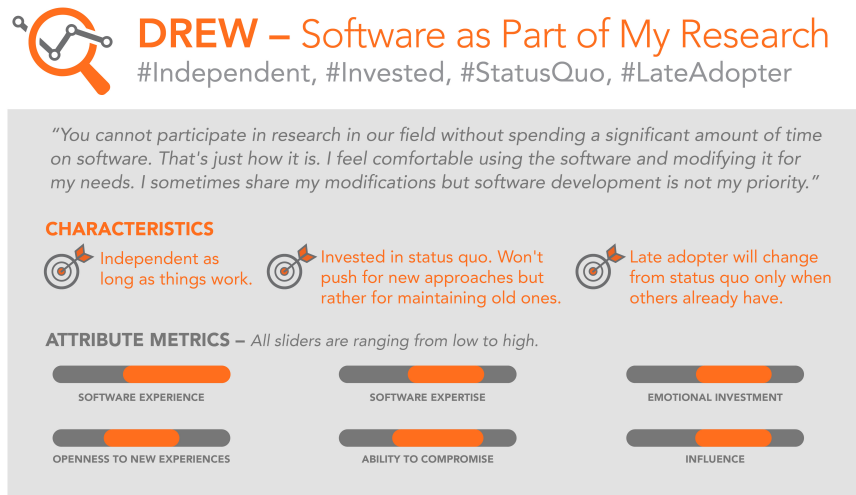 DREW – Software as Part of My Research
#Independent, #Invested, #StatusQuo, #LateAdopter
“You cannot participate in research in our field without spending a significant amount of time
on software. That's just how it is. I feel comfortable using the software and modifying it for
my needs. I sometimes share my modifications but software development is not my priority.”
CHARACTERISTICS
Independent as
long as things work.
Invested in status quo. Won't
push for new approaches but
rather for maintaining old ones.
Late adopter will change
from status quo only when
others already have.
ATTRIBUTE METRICS – All sliders are ranging from low to high.
SOFTWARE EXPERIENCE
SOFTWARE EXPERTISE
EMOTIONAL INVESTMENT
OPENNESS TO NEW EXPERIENCES
ABILITY TO COMPROMISE
INFLUENCE